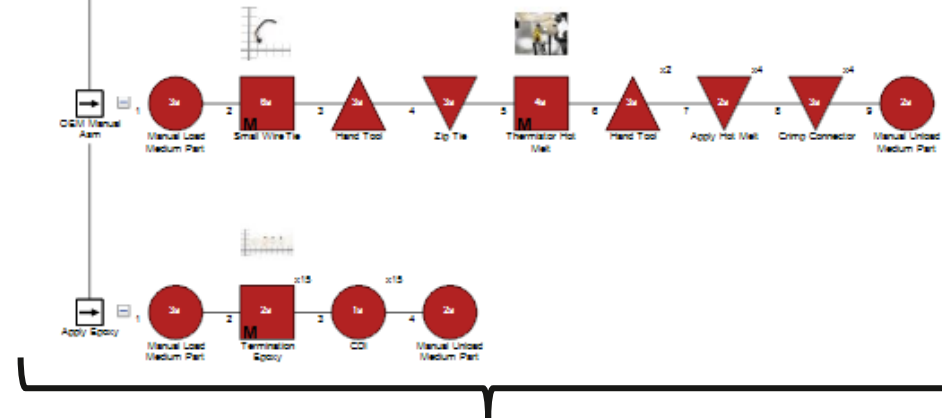 x2 x4 x4
1 3s 2 6s M 3 3s 4 3s 5 4s M 6 3s 7 2s 8 3s 9 2s
OEM Manual Asm
Manual Load Medium Part
Small Wire Tie
Hand Tool
Zig Tie
Thermistor Hot Melt
Hand Tool
Apply Hot Melt
Crimp Connector
Manual Unload Medium Part
x15 x15
1 3s 2 2s M 3 1s 4 2s
Apply Epoxy
Manual Load Medium Part
Termination Epoxy
Manual Unload Medium Part